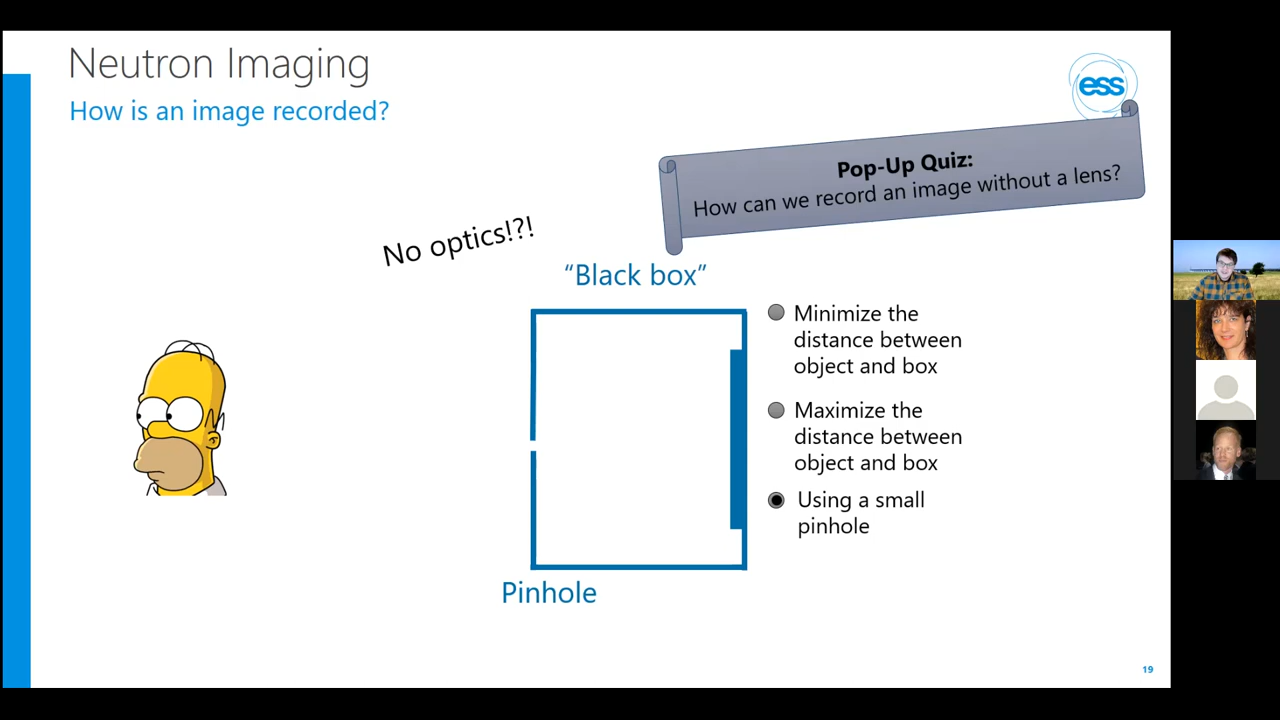 Neutron Imaging
How is an image recorded?
ess
Pop-Up Quiz:
How can we record an image without a lens?
No optics!?!
“Black box”
Minimize the
distance between
object and box
Maximize the
distance between
object and box
Using a small
pinhole
Pinhole
19